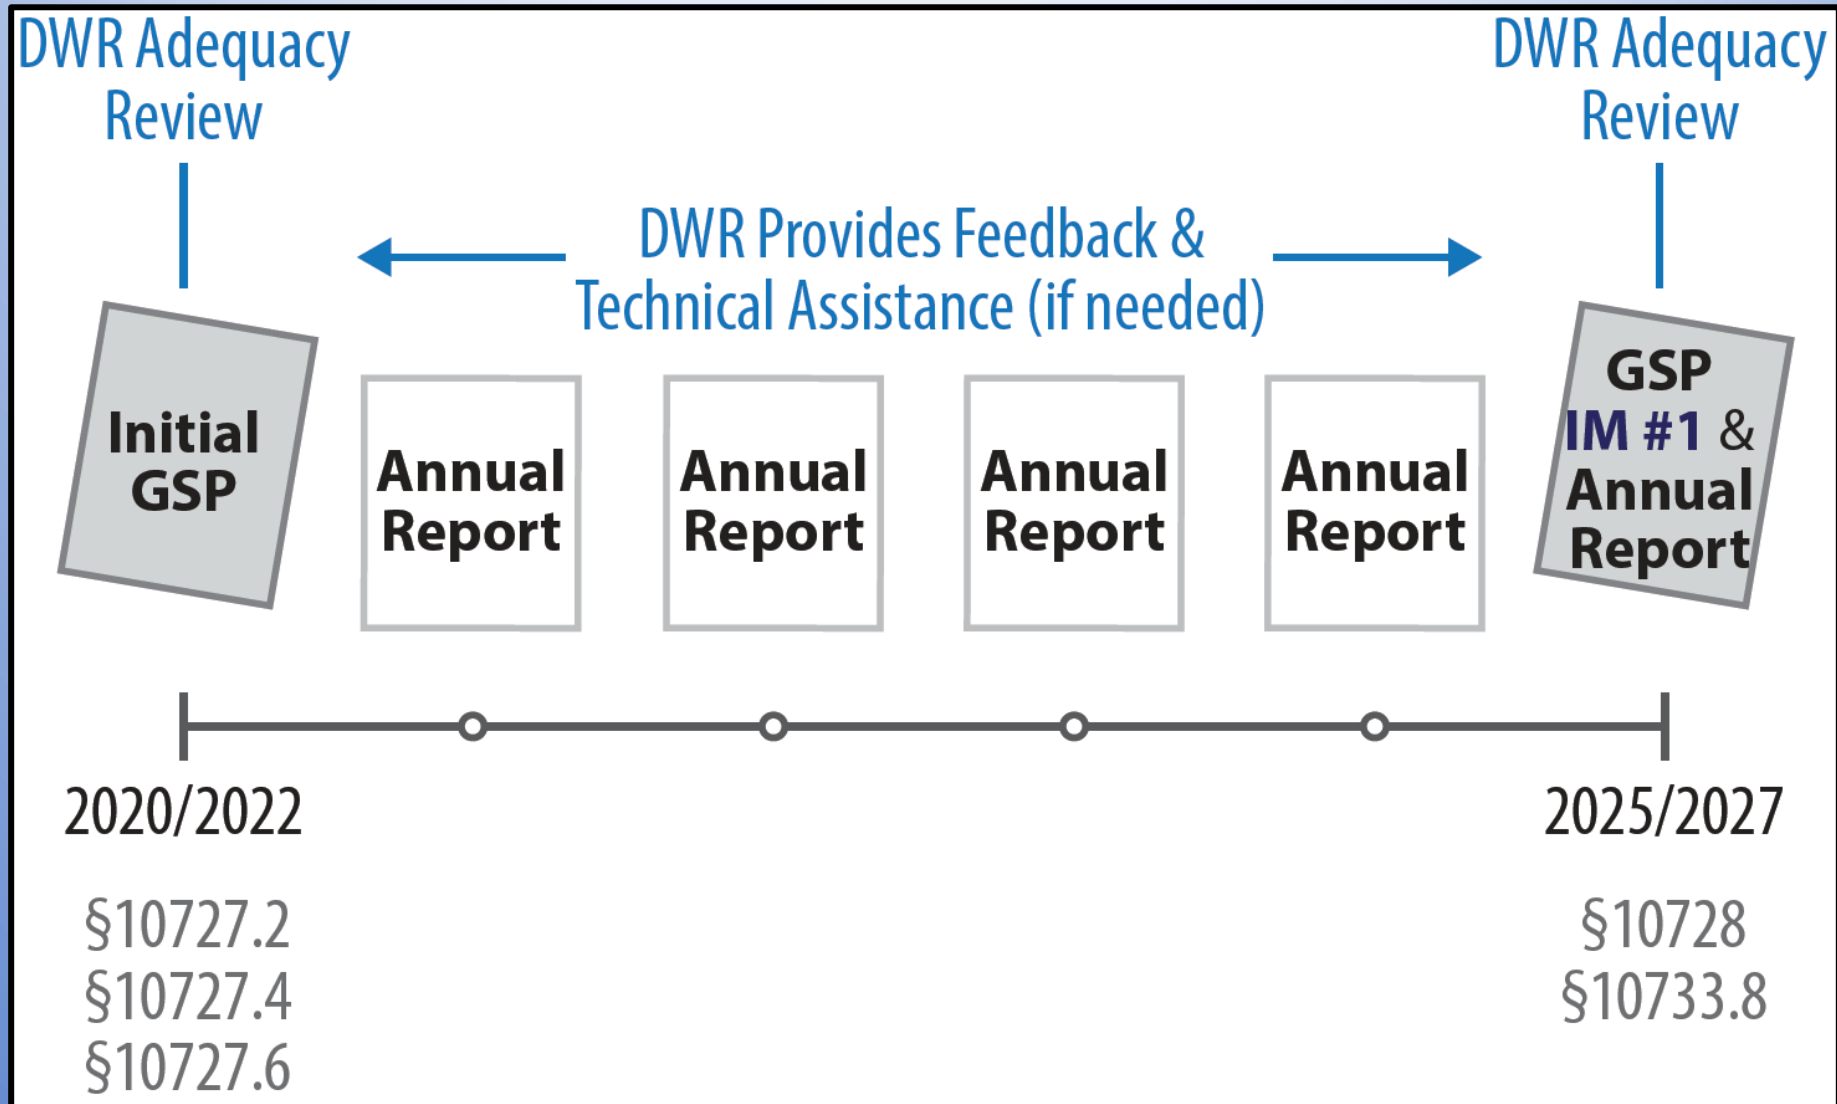 DWR Adequacy
Review
DWR Adequacy
Review
DWR Provides Feedback &
Technical Assistance (if needed)
Initial
GSP
Annual
Report
Annual
Report
Annual
Report
Annual
Report
GSP
IM #1 &
Annual
Report
2020/2022
2025/2027
§10727.2
§10727.4
§10727.6
§10728
§10733.8